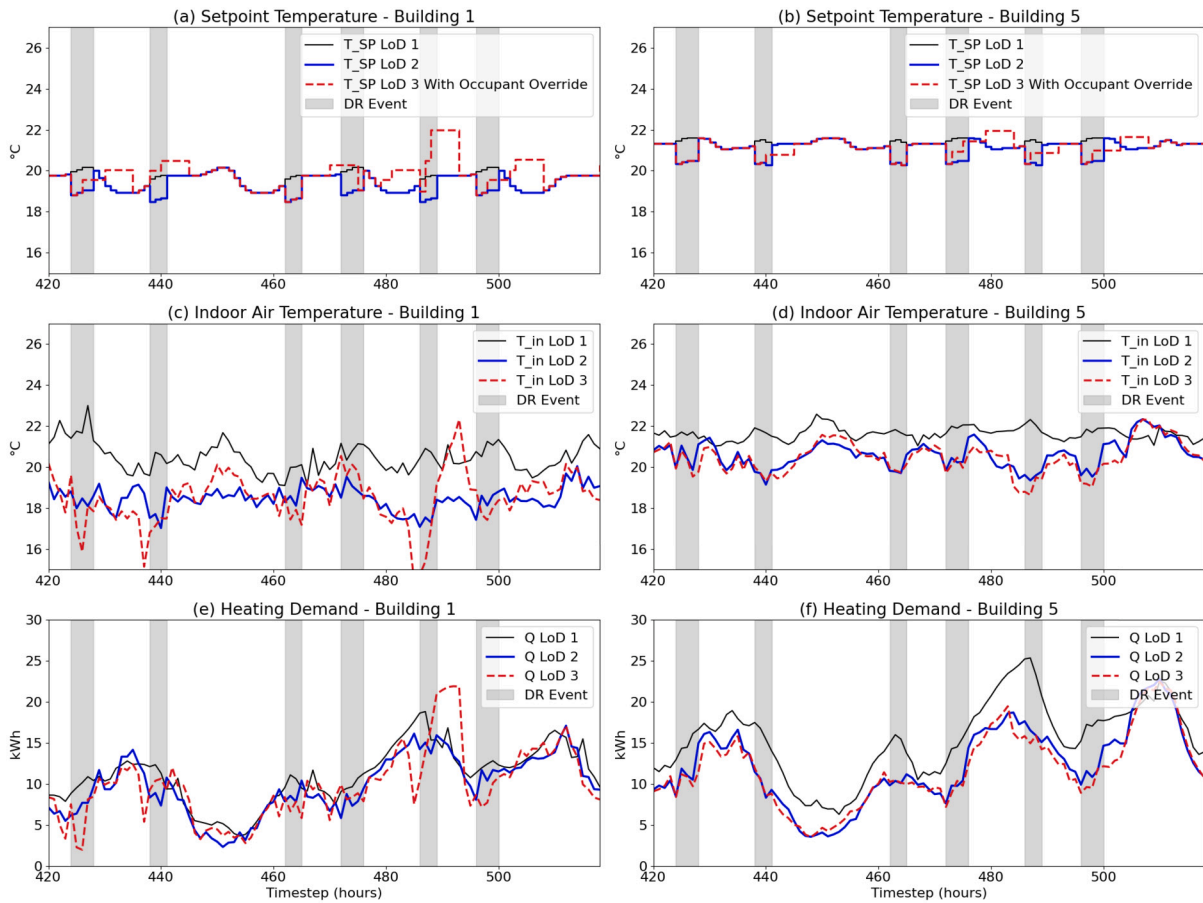 (a) Setpoint Temperature - Building 1
26
24
22
20
18
16
°C
T_SP LoD 1
T_SP LoD 2
T_SP LoD 3 With Occupant Override
DR Event
420
440
460
480
500
(b) Setpoint Temperature - Building 5
26
24
22
20
18
16
°C
T_SP LoD 1
T_SP LoD 2
T_SP LoD 3 With Occupant Override
DR Event
420
440
460
480
500
(c) Indoor Air Temperature - Building 1
26
24
22
20
18
16
°C
T_in LoD 1
T_in LoD 2
T_in LoD 3
DR Event
420
440
460
480
500
(d) Indoor Air Temperature - Building 5
26
24
22
20
18
16
°C
T_in LoD 1
T_in LoD 2
T_in LoD 3
DR Event
420
440
460
480
500
(e) Heating Demand - Building 1
30
25
20
15
10
5
0
kWh
Q LoD 1
Q LoD 2
Q LoD 3
DR Event
420
440
460
480
500
Timestep (hours)
(f) Heating Demand - Building 5
30
25
20
15
10
5
0
kWh
Q LoD 1
Q LoD 2
Q LoD 3
DR Event
420
440
460
480
500
Timestep (hours)